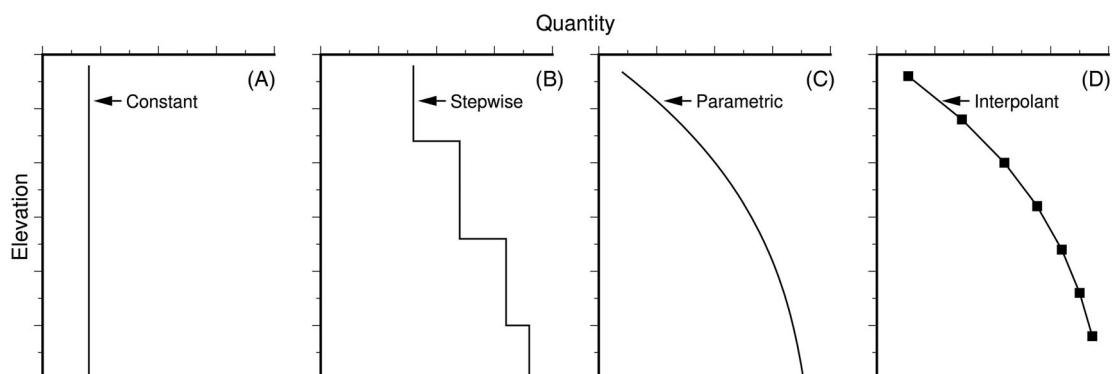 Quantity
(A)
Constant
(B)
Stepwise
(C)
Parametric
(D)
Interpolant
Elevation